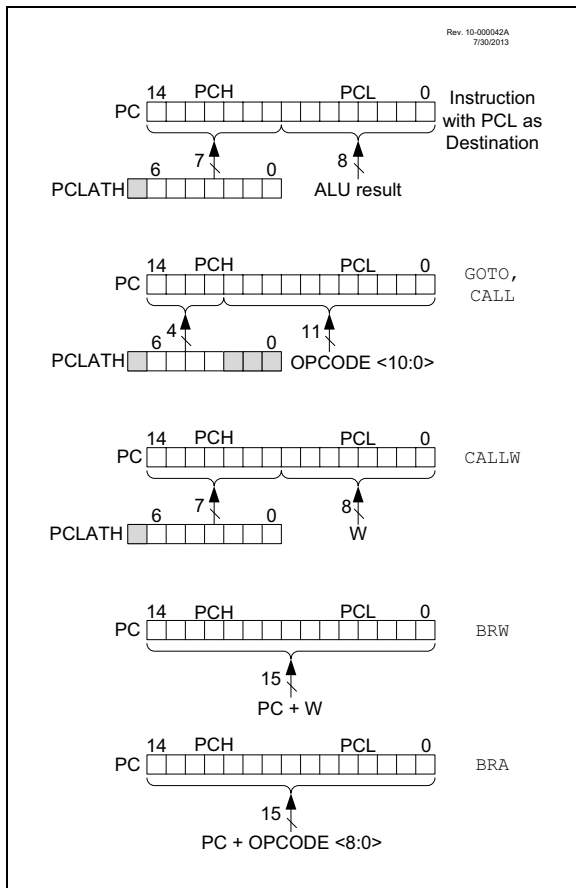 Rev. 10-000042A
7/30/2013
14 PCH PCL 0
PC
Instruction
with PCL as
Destination
6 7 0 8
PCLATH
ALU result
14 PCH PCL 0
PC
GOTO,
CALL
6 4 0 11
PCLATH
OPCODE <10:0>
14 PCH PCL 0
PC
CALLW
6 7 0 8
PCLATH
W
14 PCH PCL 0
PC
BRW
15
PC + W
14 PCH PCL 0
PC
BRA
15
PC + OPCODE <8:0>